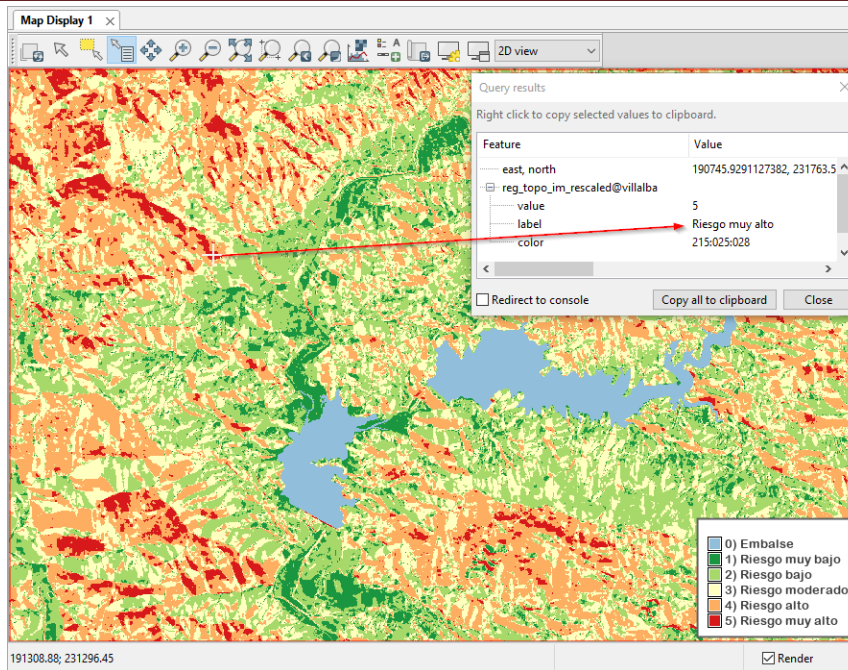 Map Display 1
2D view
Query results
Right click to copy selected values to clipboard.
Feature Value
east, north 190745.9291127382, 231763.5
reg_topo_im_rescaled@villalba
value 5
label Riesgo muy alto
color 215:025:028
Redirect to console Copy all to clipboard Close
0) Embalse
1) Riesgo muy bajo
2) Riesgo bajo
3) Riesgo moderado
4) Riesgo alto
5) Riesgo muy alto
191308.88; 231296.45 Render